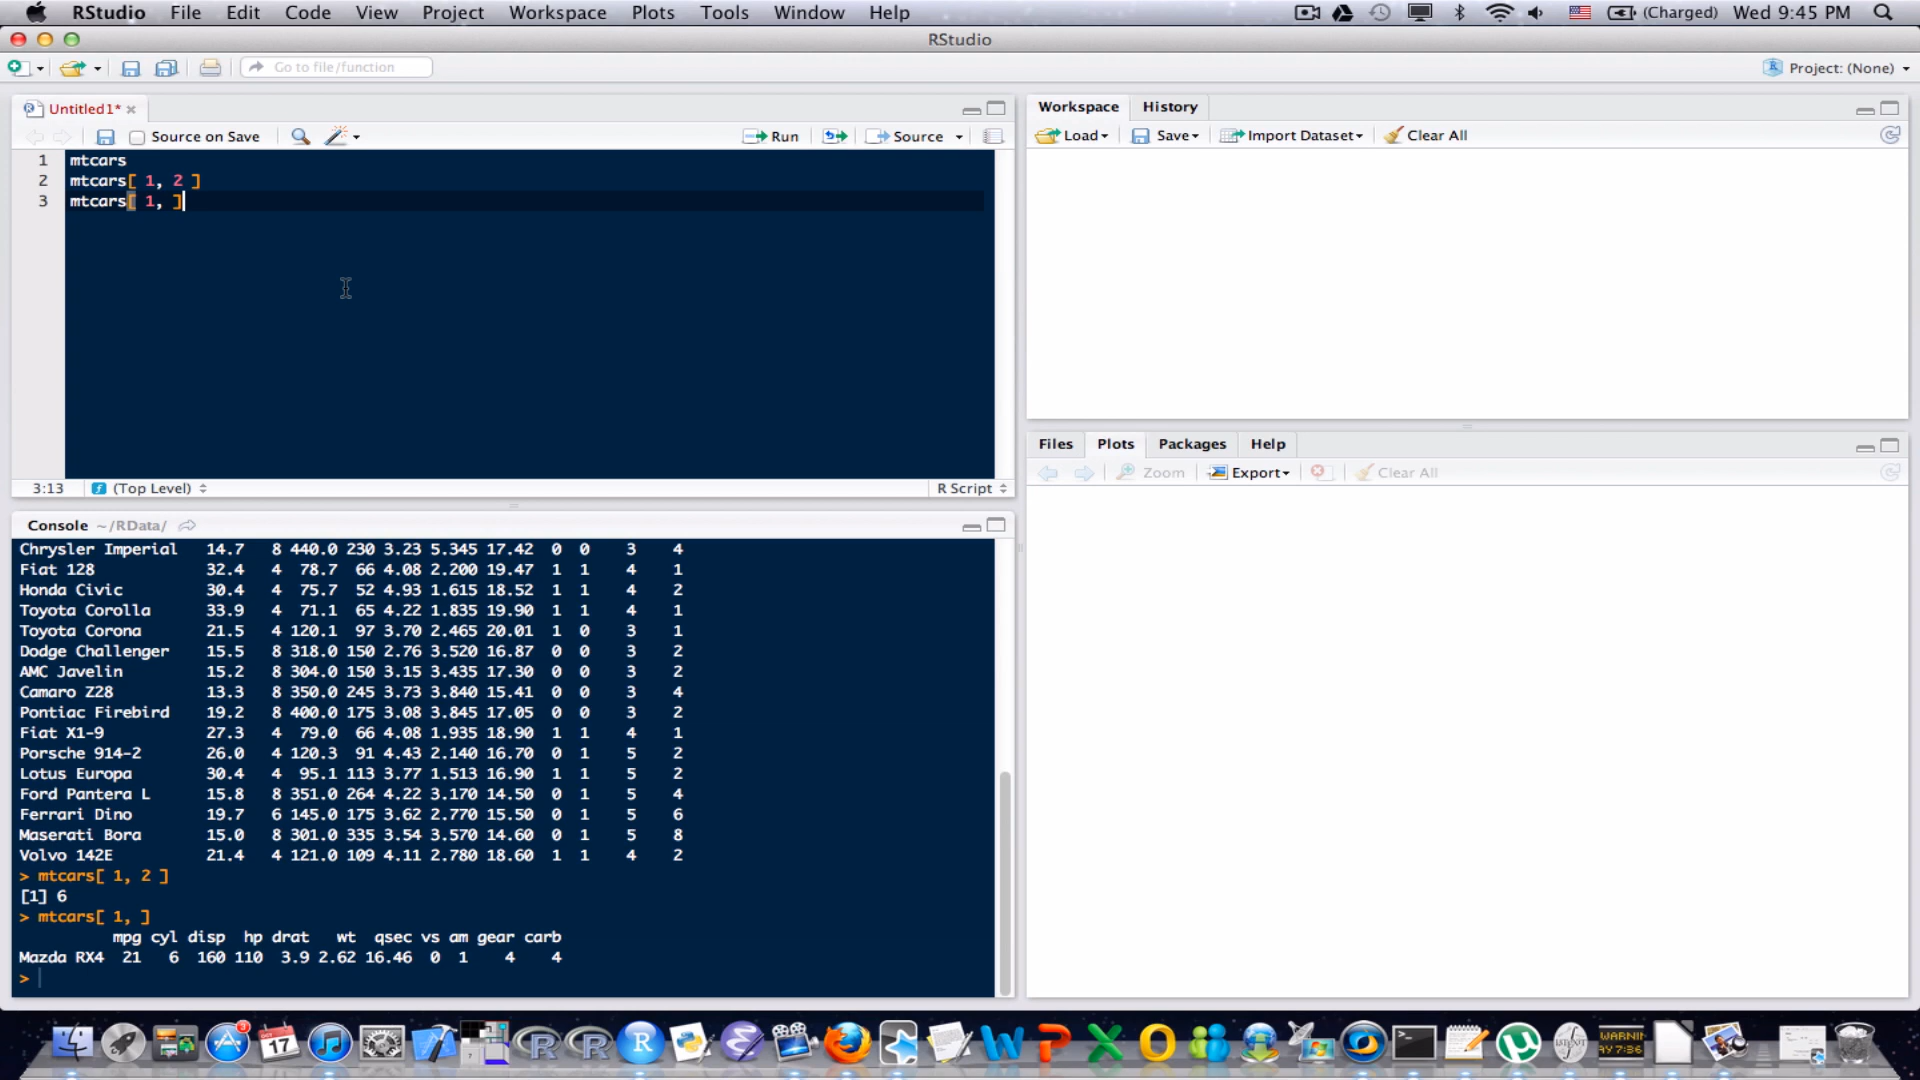 RStudio File Edit Code View Project Workspace Plots Tools Window Help (Charged) Wed 9:45 PM
RStudio
Go to file/function Project: (None)
Untitled1*
Source on Save Run Source
1 mtcars
2 mtcars[ 1, 2 ]
3 mtcars[ 1, ]
3:13 (Top Level) R Script
Workspace History
Load Save Import Dataset Clear All
Files Plots Packages Help
Zoom Export Clear All
Console ~/RData/
Chrysler Imperial 14.7 8 440.0 230 3.23 5.345 17.42 0 0 3 4
Fiat 128 32.4 4 78.7 66 4.08 2.200 19.47 1 1 4 1
Honda Civic 30.4 4 75.7 52 4.93 1.615 18.52 1 1 4 2
Toyota Corolla 33.9 4 71.1 65 4.22 1.835 19.90 1 1 4 1
Toyota Corona 21.5 4 120.1 97 3.70 2.465 20.01 1 0 3 1
Dodge Challenger 15.5 8 318.0 150 2.76 3.520 16.87 0 0 3 2
AMC Javelin 15.2 8 304.0 150 3.15 3.435 17.30 0 0 3 2
Camaro Z28 13.3 8 350.0 245 3.73 3.840 15.41 0 0 3 4
Pontiac Firebird 19.2 8 400.0 175 3.08 3.845 17.05 0 0 3 2
Fiat X1-9 27.3 4 79.0 66 4.08 1.935 18.90 1 1 4 1
Porsche 914-2 26.0 4 120.3 91 4.43 2.140 16.70 0 1 5 2
Lotus Europa 30.4 4 95.1 113 3.77 1.513 16.90 1 1 5 2
Ford Pantera L 15.8 8 351.0 264 4.22 3.170 14.50 0 1 5 4
Ferrari Dino 19.7 6 145.0 175 3.62 2.770 15.50 0 1 5 6
Maserati Bora 15.0 8 301.0 335 3.54 3.570 14.60 0 1 5 8
Volvo 142E 21.4 4 121.0 109 4.11 2.780 18.60 1 1 4 2
> mtcars[ 1, 2 ]
[1] 6
> mtcars[ 1, ]
mpg cyl disp hp drat wt qsec vs am gear carb
Mazda RX4 21 6 160 110 3.9 2.62 16.46 0 1 4 4
>
3 17